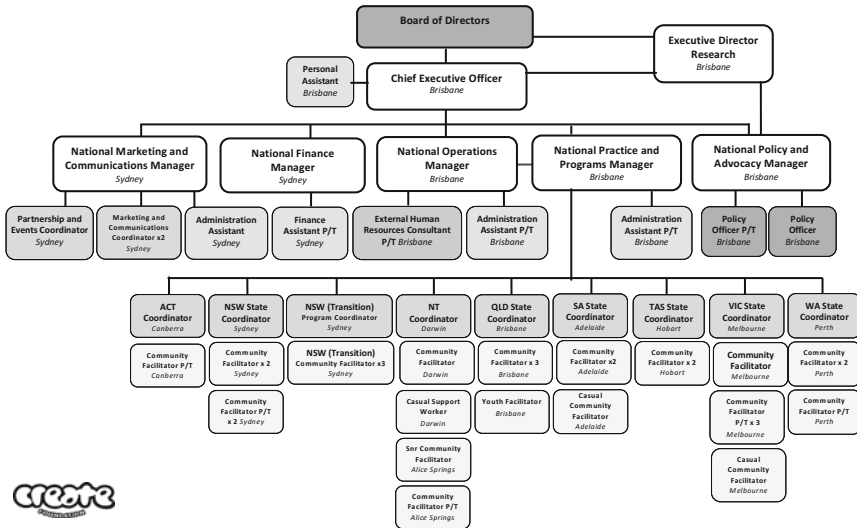 Board of Directors
Executive Director
Research
Brisbane
Personal
Assistant
Brisbane
Chief Executive Officer
Brisbane
National Marketing and
Communications Manager
Sydney
National Finance
Manager
Sydney
National Operations
Manager
Brisbane
National Practice and
Programs Manager
Brisbane
National Policy and
Advocacy Manager
Brisbane
Partnership and
Events Coordinator
Sydney
Marketing and
Communications
Coordinator x2
Sydney
Administration
Assistant
Sydney
Finance
Assistant P/T
Sydney
External Human
Resources Consultant
P/T Brisbane
Administration
Assistant P/T
Brisbane
Administration
Assistant P/T
Brisbane
Policy
Officer P/T
Brisbane
Policy
Officer
Brisbane
ACT
Coordinator
Canberra
NSW State
Coordinator
Sydney
NSW (Transition)
Program Coordinator
Sydney
NT
Coordinator
Darwin
QLD State
Coordinator
Brisbane
SA State
Coordinator
Adelaide
TAS State
Coordinator
Hobart
VIC State
Coordinator
Melbourne
WA State
Coordinator
Perth
Community
Facilitator P/T
Canberra
Community
Facilitator x 2
Sydney
NSW (Transition)
Community Facilitator x3
Sydney
Community
Facilitator
Darwin
Community
Facilitator x 3
Brisbane
Community
Facilitator x2
Adelaide
Community
Facilitator x 2
Hobart
Community
Facilitator
Melbourne
Community
Facilitator x 2
Perth
Community
Facilitator P/T
x 2 Sydney
Casual Support
Worker
Darwin
Youth Facilitator
Brisbane
Casual
Community
Facilitator
Adelaide
Community
Facilitator
P/T x 3
Melbourne
Community
Facilitator P/T
Perth
Snr Community
Facilitator
Alice Springs
Casual
Community
Facilitator
Melbourne
Community
Facilitator P/T
Alice Springs
create
FOUNDATION